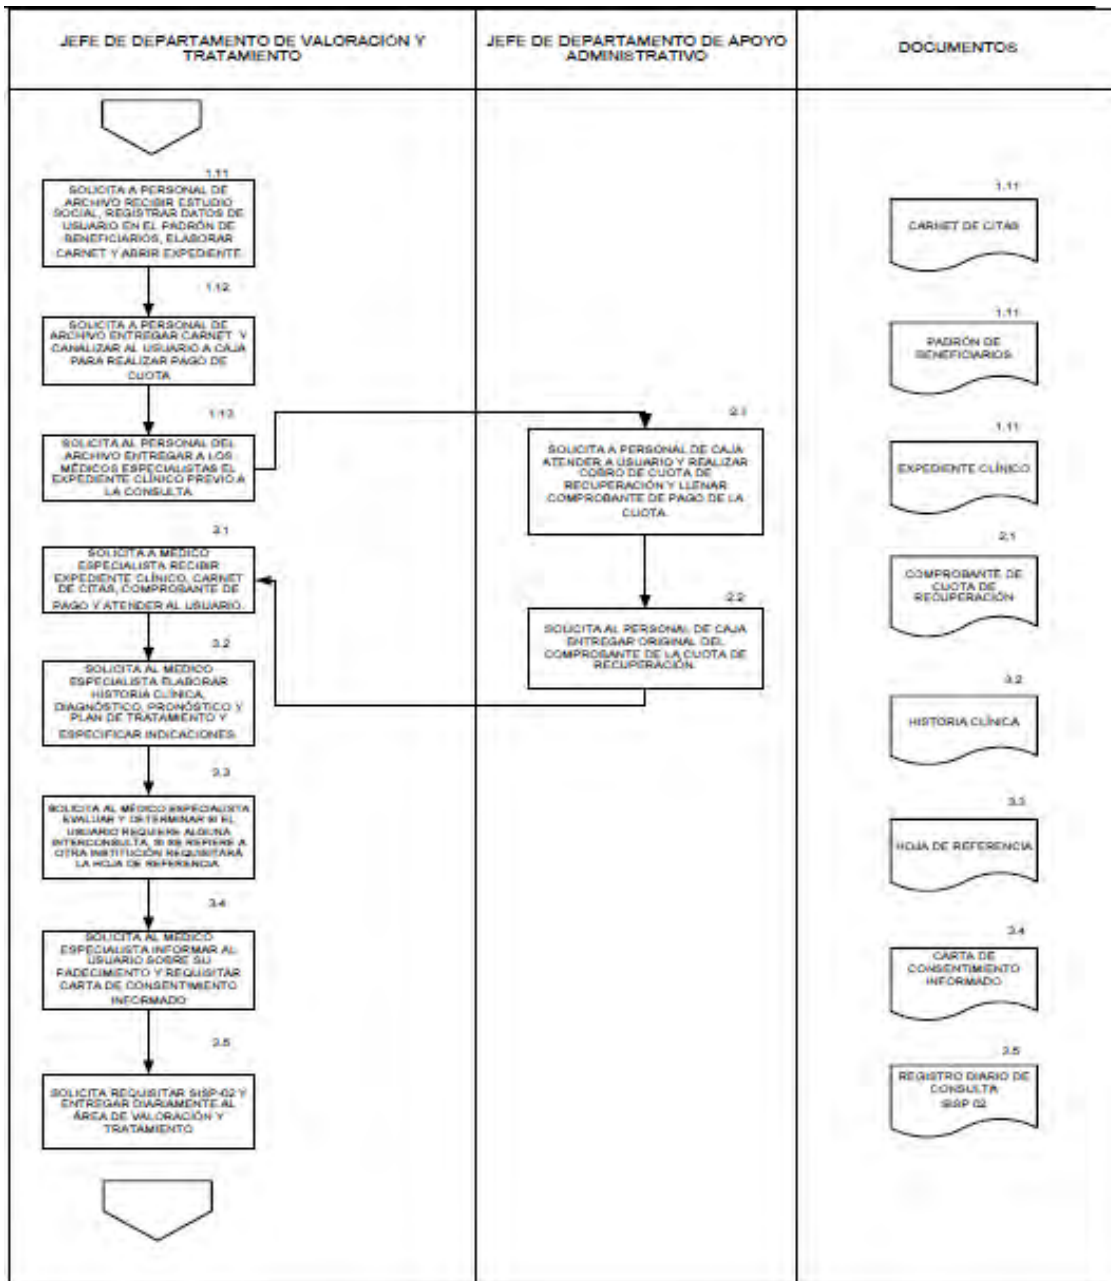 JEFE DE DEPARTAMENTO DE VALORACIÓN Y
TRATAMIENTO
JEFE DE DEPARTAMENTO DE APOYO
ADMINISTRATIVO
DOCUMENTOS
1.11
SOLICITA A PERSONAL DE
ARCHIVO RECIBIR ESTUDIO
SOCIAL, REGISTRAR DATOS DE
USUARIO EN EL PADRÓN DE
BENEFICIARIOS, ELABORAR
CARNET Y ABRIR EXPEDIENTE.
1.12
SOLICITA A PERSONAL DE
ARCHIVO ENTREGAR CARNET Y
CANALIZAR AL USUARIO A CAJA
PARA REALIZAR PAGO DE
CUOTA
1.13
SOLICITA AL PERSONAL DEL
ARCHIVO ENTREGAR A LOS
MÉDICOS ESPECIALISTAS EL
EXPEDIENTE CLÍNICO PREVIO A
LA CONSULTA.
3.1
SOLICITA A MÉDICO
ESPECIALISTA RECIBIR
EXPEDIENTE CLÍNICO, CARNET
DE CITAS, COMPROBANTE DE
PAGO Y ATENDER AL USUARIO.
3.2
SOLICITA AL MÉDICO
ESPECIALISTA ELABORAR
HISTORIA CLÍNICA,
DIAGNÓSTICO, PRONÓSTICO Y
PLAN DE TRATAMIENTO Y
ESPECIFICAR INDICACIONES.
3.3
SOLICITA AL MÉDICO ESPECIALISTA
EVALUAR Y DETERMINAR SI EL
USUARIO REQUIERE ALGUNA
INTERCONSULTA, SI SE REFIERE A
OTRA INSTITUCIÓN REQUISITARÁ
LA HOJA DE REFERENCIA
3.4
SOLICITA AL MÉDICO
ESPECIALISTA INFORMAR AL
USUARIO SOBRE SU
PADECIMIENTO Y REQUISITAR
CARTA DE CONSENTIMIENTO
INFORMADO
3.5
SOLICITA REQUISITAR SISP-02 Y
ENTREGAR DIARIAMENTE AL
ÁREA DE VALORACIÓN Y
TRATAMIENTO
2.1
SOLICITA A PERSONAL DE CAJA
ATENDER A USUARIO Y REALIZAR
COBRO DE CUOTA DE
RECUPERACIÓN Y LLENAR
COMPROBANTE DE PAGO DE LA
CUOTA.
2.2
SOLICITA AL PERSONAL DE CAJA
ENTREGAR ORIGINAL DEL
COMPROBANTE DE LA CUOTA DE
RECUPERACIÓN.
1.11
CARNET DE CITAS
1.11
PADRÓN DE
BENEFICIARIOS
1.11
EXPEDIENTE CLÍNICO
2.1
COMPROBANTE DE
CUOTA DE
RECUPERACIÓN
3.2
HISTORIA CLÍNICA
3.3
HOJA DE REFERENCIA
3.4
CARTA DE
CONSENTIMIENTO
INFORMADO
3.5
REGISTRO DIARIO DE
CONSULTA
SISP 02